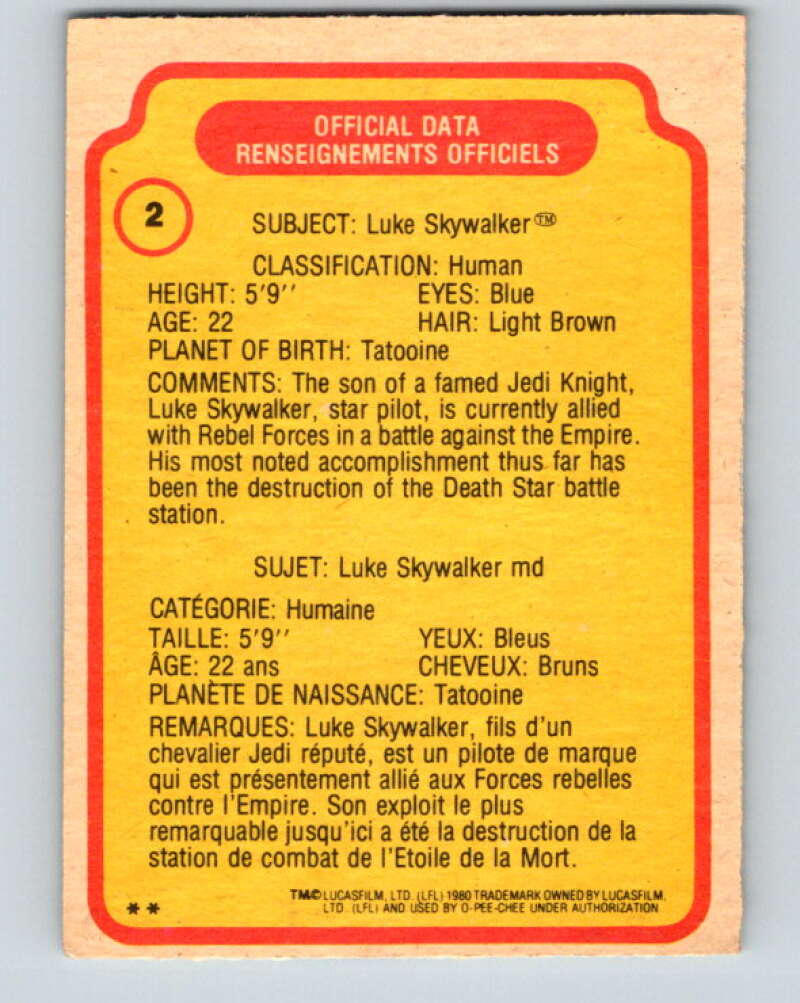 OFFICIAL DATA
RENSEIGNEMENTS OFFICIELS
2
SUBJECT: Luke Skywalker™
CLASSIFICATION: Human
HEIGHT: 5'9'' EYES: Blue
AGE: 22 HAIR: Light Brown
PLANET OF BIRTH: Tatooine
COMMENTS: The son of a famed Jedi Knight,
Luke Skywalker, star pilot, is currently allied
with Rebel Forces in a battle against the Empire.
His most noted accomplishment thus far has
been the destruction of the Death Star battle
station.
SUJET: Luke Skywalker md
CATÉGORIE: Humaine
TAILLE: 5'9'' YEUX: Bleus
ÂGE: 22 ans CHEVEUX: Bruns
PLANÈTE DE NAISSANCE: Tatooine
REMARQUES: Luke Skywalker, fils d'un
chevalier Jedi réputé, est un pilote de marque
qui est présentement allié aux Forces rebelles
contre l'Empire. Son exploit le plus
remarquable jusqu'ici a été la destruction de la
station de combat de l'Etoile de la Mort.
** TM© LUCASFILM, LTD. (LFL) 1980 TRADEMARK OWNED BY LUCASFILM,
LTD. (LFL) AND USED BY O-PEE-CHEE UNDER AUTHORIZATION